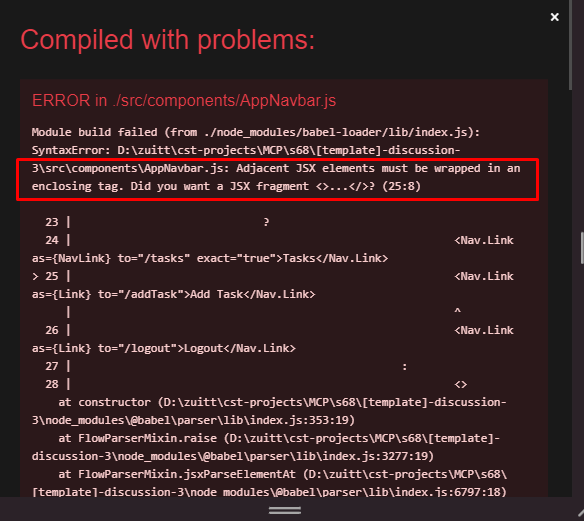 ×
Compiled with problems:
ERROR in ./src/components/AppNavbar.js
Module build failed (from ./node_modules/babel-loader/lib/index.js):
SyntaxError: D:\zuitt\cst-projects\MCP\s68\[template]-discussion-
3\src\components\AppNavbar.js: Adjacent JSX elements must be wrapped in an
enclosing tag. Did you want a JSX fragment <>...</>? (25:8)
23 | ?
24 | <Nav.Link
as={NavLink} to="/tasks" exact="true">Tasks</Nav.Link>
> 25 | <Nav.Link
as={Link} to="/addTask">Add Task</Nav.Link>
| ^
26 | <Nav.Link
as={Link} to="/logout">Logout</Nav.Link>
27 | :
28 | <>
at constructor (D:\zuitt\cst-projects\MCP\s68\[template]-discussion-
3\node_modules\@babel\parser\lib\index.js:353:19)
at FlowParserMixin.raise (D:\zuitt\cst-projects\MCP\s68\[template]-
discussion-3\node_modules\@babel\parser\lib\index.js:3277:19)
at FlowParserMixin.jsxParseElementAt (D:\zuitt\cst-projects\MCP\s68\
[template]-discussion-3\node_modules\@babel\parser\lib\index.js:6797:18)